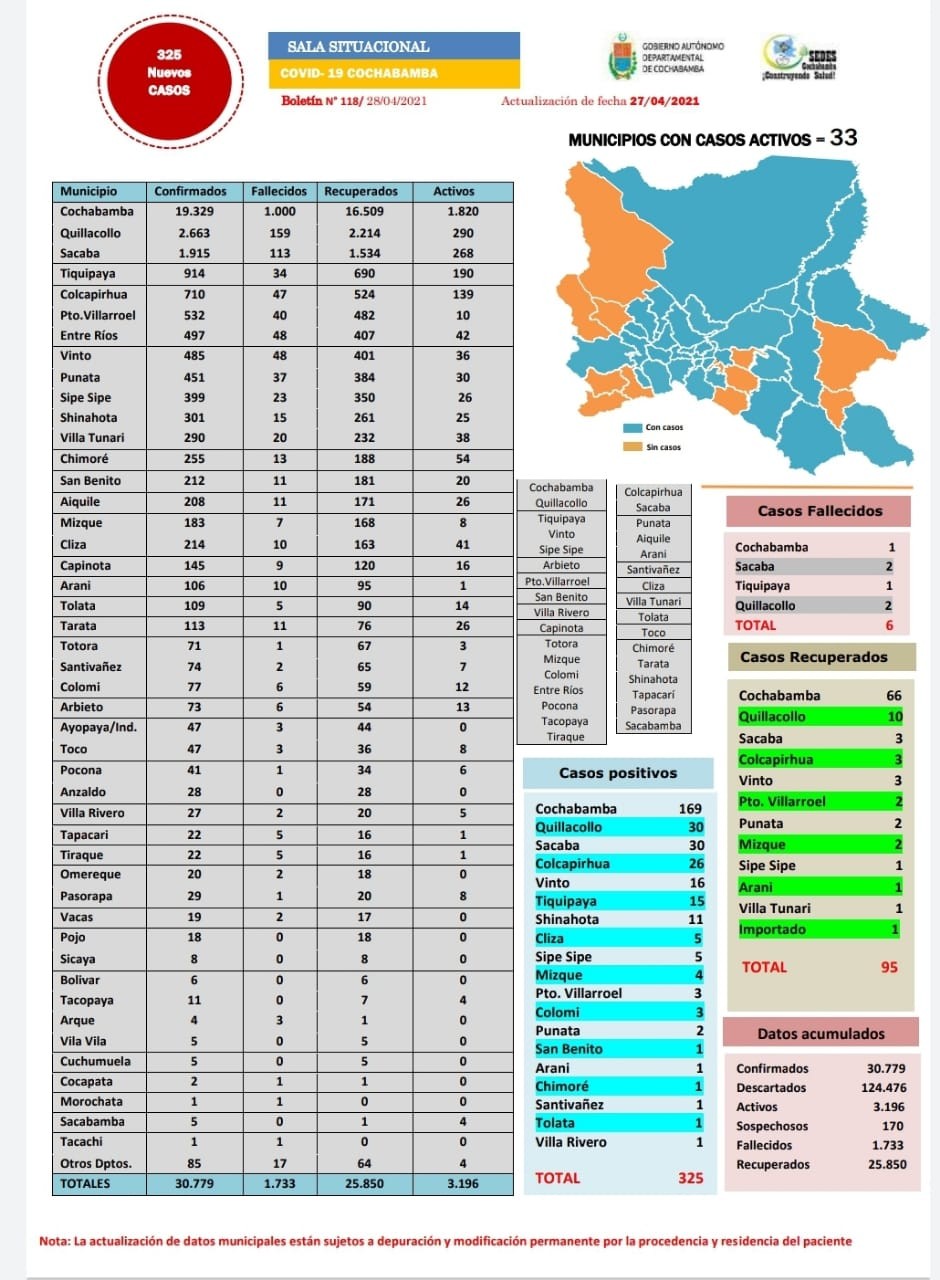 325
Nuevos
CASOS
SALA SITUACIONAL
COVID- 19 COCHABAMBA
Boletín N° 118/ 28/04/2021
Actualización de fecha 27/04/2021
GOBIERNO AUTÓNOMO
DEPARTAMENTAL
DE COCHABAMBA
SEDES
Cochabamba
¡Construyendo Salud!
MUNICIPIOS CON CASOS ACTIVOS = 33
Municipio Confirmados Fallecidos Recuperados Activos
Cochabamba 19.329 1.000 16.509 1.820
Quillacollo 2.663 159 2.214 290
Sacaba 1.915 113 1.534 268
Tiquipaya 914 34 690 190
Colcapirhua 710 47 524 139
Pto.Villarroel 532 40 482 10
Entre Ríos 497 48 407 42
Vinto 485 48 401 36
Punata 451 37 384 30
Sipe Sipe 399 23 350 26
Shinahota 301 15 261 25
Villa Tunari 290 20 232 38
Chimoré 255 13 188 54
San Benito 212 11 181 20
Aiquile 208 11 171 26
Mizque 183 7 168 8
Cliza 214 10 163 41
Capinota 145 9 120 16
Arani 106 10 95 1
Tolata 109 5 90 14
Tarata 113 11 76 26
Totora 71 1 67 3
Santivañez 74 2 65 7
Colomi 77 6 59 12
Arbieto 73 6 54 13
Ayopaya/Ind. 47 3 44 0
Toco 47 3 36 8
Pocona 41 1 34 6
Anzaldo 28 0 28 0
Villa Rivero 27 2 20 5
Tapacari 22 5 16 1
Tiraque 22 5 16 1
Omereque 20 2 18 0
Pasorapa 29 1 20 8
Vacas 19 2 17 0
Pojo 18 0 18 0
Sicaya 8 0 8 0
Bolivar 6 0 6 0
Tacopaya 11 0 7 4
Arque 4 3 1 0
Vila Vila 5 0 5 0
Cuchumuela 5 0 5 0
Cocapata 2 1 1 0
Morochata 1 1 0 0
Sacabamba 5 0 1 4
Tacachi 1 1 0 0
Otros Dptos. 85 17 64 4
TOTALES 30.779 1.733 25.850 3.196
Con casos
Sin casos
Cochabamba
Quillacollo
Tiquipaya
Vinto
Sipe Sipe
Arbieto
Pto.Villarroel
San Benito
Villa Rivero
Capinota
Totora
Mizque
Colomi
Entre Ríos
Pocona
Tacopaya
Tiraque
Colcapirhua
Sacaba
Punata
Aiquile
Arani
Santivañez
Cliza
Villa Tunari
Tolata
Toco
Chimoré
Tarata
Shinahota
Tapacarí
Pasorapa
Sacabamba
Casos positivos
Cochabamba 169
Quillacollo 30
Sacaba 30
Colcapirhua 26
Vinto 16
Tiquipaya 15
Shinahota 11
Cliza 5
Sipe Sipe 5
Mizque 4
Pto. Villarroel 3
Colomi 3
Punata 2
San Benito 1
Arani 1
Chimoré 1
Santivañez 1
Tolata 1
Villa Rivero 1
TOTAL 325
Casos Fallecidos
Cochabamba 1
Sacaba 2
Tiquipaya 1
Quillacollo 2
TOTAL 6
Casos Recuperados
Cochabamba 66
Quillacollo 10
Sacaba 3
Colcapirhua 3
Vinto 3
Pto. Villarroel 2
Punata 2
Mizque 2
Sipe Sipe 1
Arani 1
Villa Tunari 1
Importado 1
TOTAL 95
Datos acumulados
Confirmados 30.779
Descartados 124.476
Activos 3.196
Sospechosos 170
Fallecidos 1.733
Recuperados 25.850
Nota: La actualización de datos municipales están sujetos a depuración y modificación permanente por la procedencia y residencia del paciente